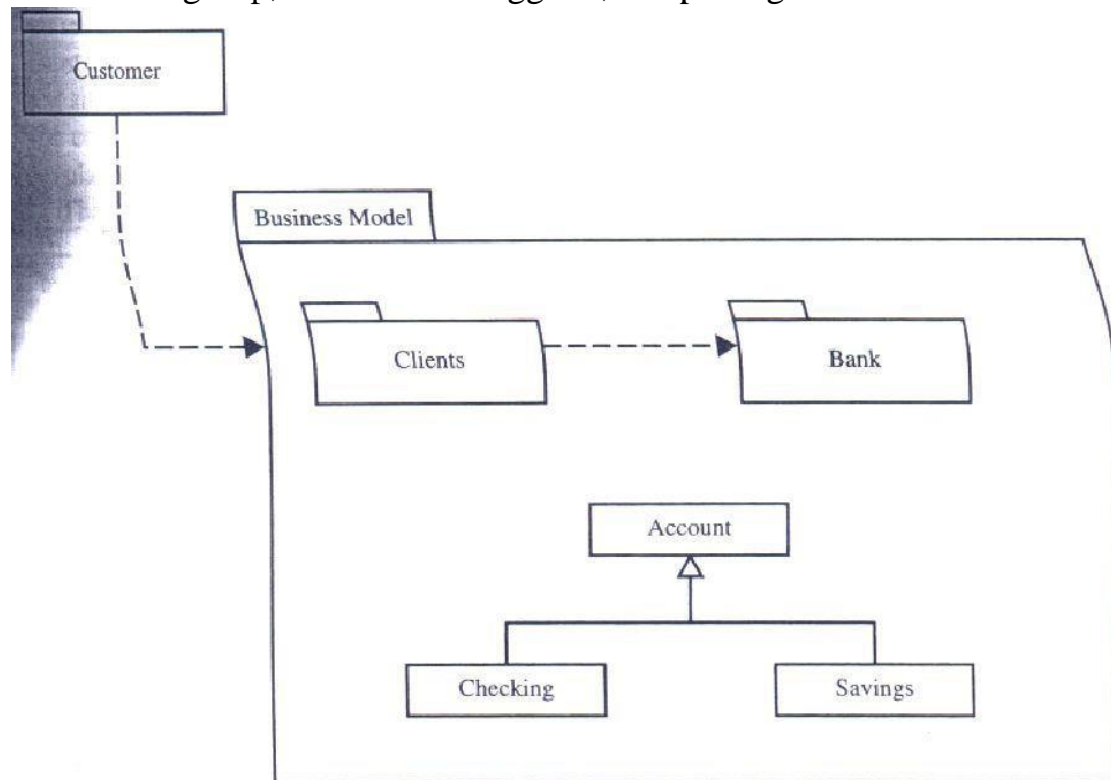 Customer
Business Model
Clients
Bank
Account
Checking
Savings